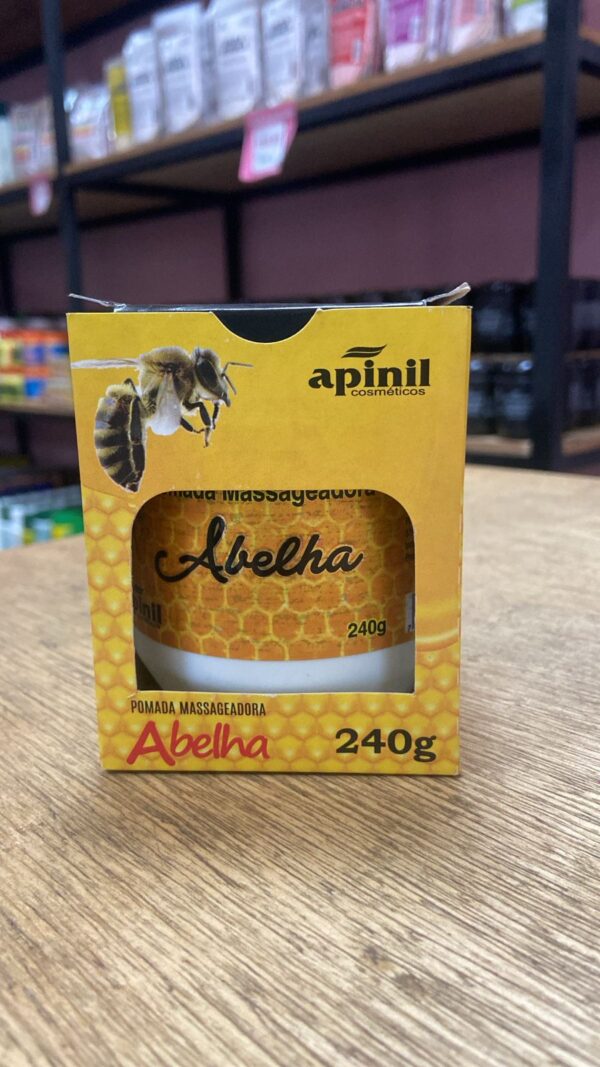 apinil
cosméticos
Massageadora
Abelha
240g
POMADA MASSAGEADORA
Abelha
240g